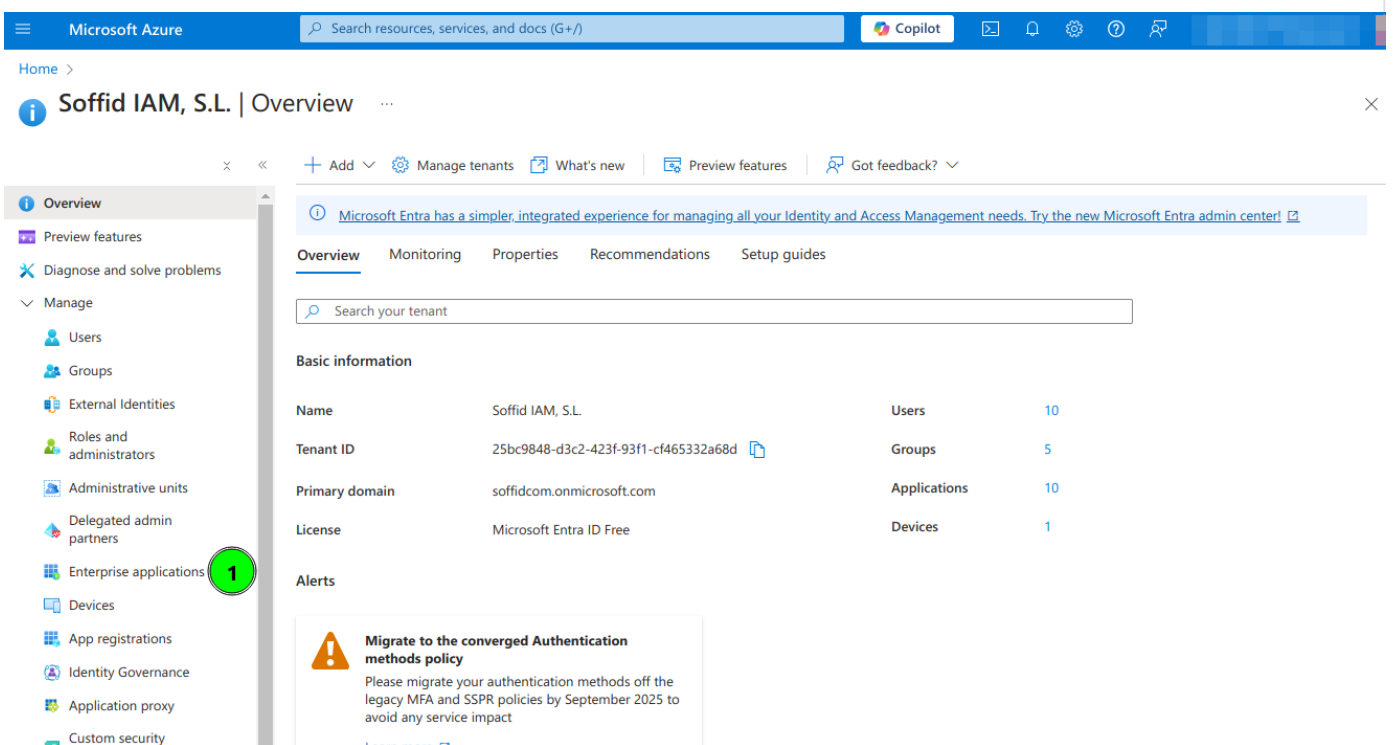 Microsoft Azure
Search resources, services, and docs (G+/)
Copilot
Home >
Soffid IAM, S.L. | Overview ...
Add
Manage tenants
What's new
Preview features
Got feedback?
Overview
Preview features
Diagnose and solve problems
Manage
Users
Groups
External Identities
Roles and
administrators
Administrative units
Delegated admin
partners
Enterprise applications
1
Devices
App registrations
Identity Governance
Application proxy
Custom security
Microsoft Entra has a simpler, integrated experience for managing all your Identity and Access Management needs. Try the new Microsoft Entra admin center!
Overview Monitoring Properties Recommendations Setup guides
Search your tenant
Basic information
Name Soffid IAM, S.L. Users 10
Tenant ID 25bc9848-d3c2-423f-93f1-cf465332a68d Groups 5
Primary domain soffidcom.onmicrosoft.com Applications 10
License Microsoft Entra ID Free Devices 1
Alerts
Migrate to the converged Authentication
methods policy
Please migrate your authentication methods off the
legacy MFA and SSPR policies by September 2025 to
avoid any service impact